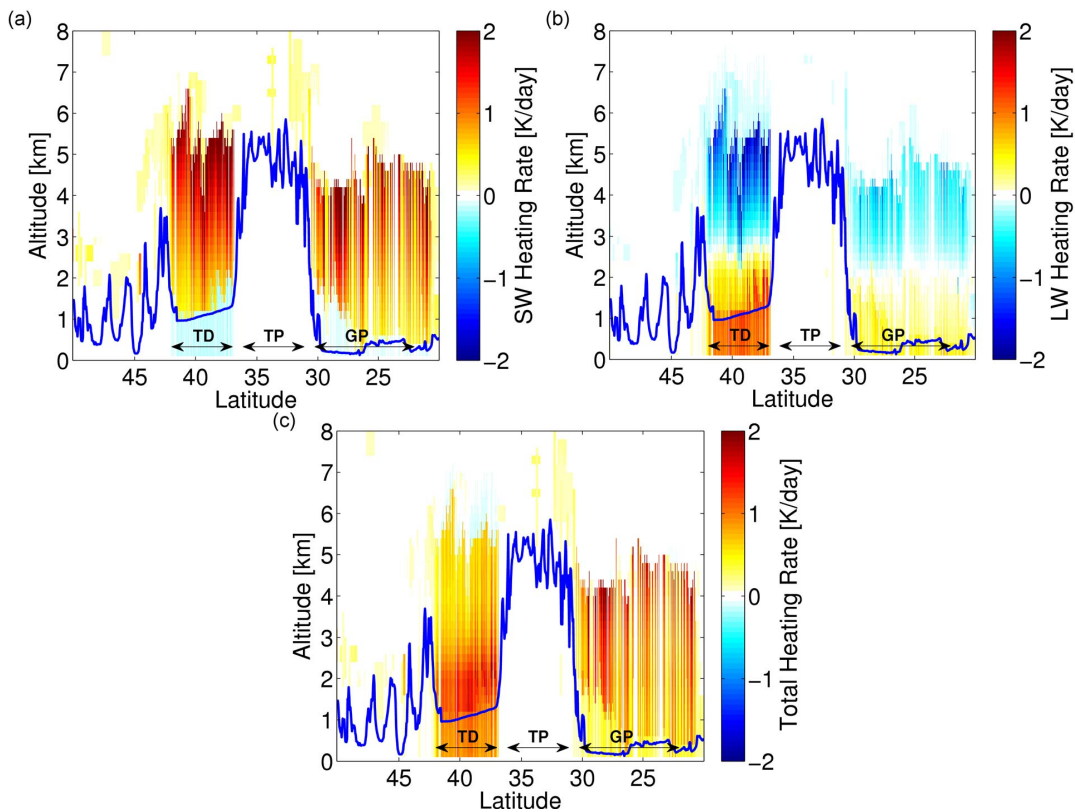 (a)
8
7
6
5
4
3
2
1
0
Altitude [km]
45 40 35 30 25
Latitude
TD TP GP
2
1
0
−1
−2
SW Heating Rate [K/day]
(b)
8
7
6
5
4
3
2
1
0
Altitude [km]
45 40 35 30 25
Latitude
TD TP GP
2
1
0
−1
−2
LW Heating Rate [K/day]
(c)
8
7
6
5
4
3
2
1
0
Altitude [km]
45 40 35 30 25
Latitude
TD TP GP
2
1
0
−1
−2
Total Heating Rate [K/day]